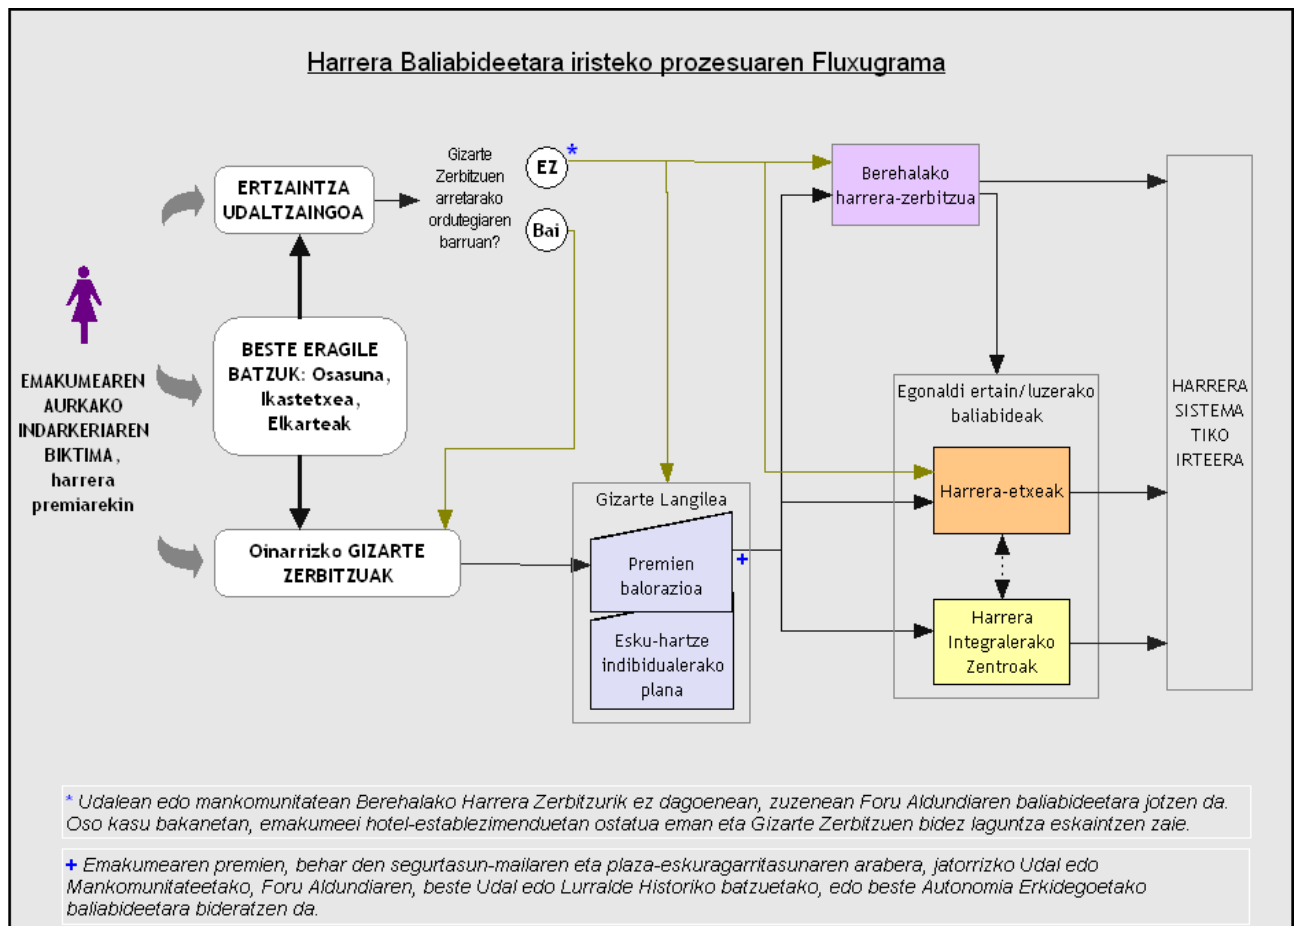 Harrera Baliabideetara iristeko prozesuaren Fluxugrama
ERTZAINTZA
UDALTZAINGOA
Gizarte
Zerbitzuen
arretarako
ordutegiaren
barruan?
EZ
*
Bai
Berehalako
harrera-zerbitzua
EMAKUMEAREN
AURKAKO
INDARKERIAREN
BIKTIMA,
harrera
premiarekin
BESTE ERAGILE
BATZUK: Osasuna,
Ikastetxea,
Elkarteak
Oinarrizko GIZARTE
ZERBITZUAK
Gizarte Langilea
Premien
balorazioa
+
Esku-hartze
indibidualerako
plana
Egonaldi ertain/luzerako
baliabideak
Harrera-etxeak
Harrera
Integralerako
Zentroak
HARRERA
SISTEMA
TIKO
IRTEERA
* Udalean edo mankomunitatean Berehalako Harrera Zerbitzurik ez dagoenean, zuzenean Foru Aldundiaren baliabideetara jotzen da.
Oso kasu bakanetan, emakumeei hotel-establezimenduetan ostatua eman eta Gizarte Zerbitzuen bidez laguntza eskaintzen zaie.
+ Emakumearen premien, behar den segurtasun-mailaren eta plaza-eskuragarritasunaren arabera, jatorrizko Udal edo
Mankomunitateetako, Foru Aldundiaren, beste Udal edo Lurralde Historiko batzuetako, edo beste Autonomia Erkidegoetako
baliabideetara bideratzen da.